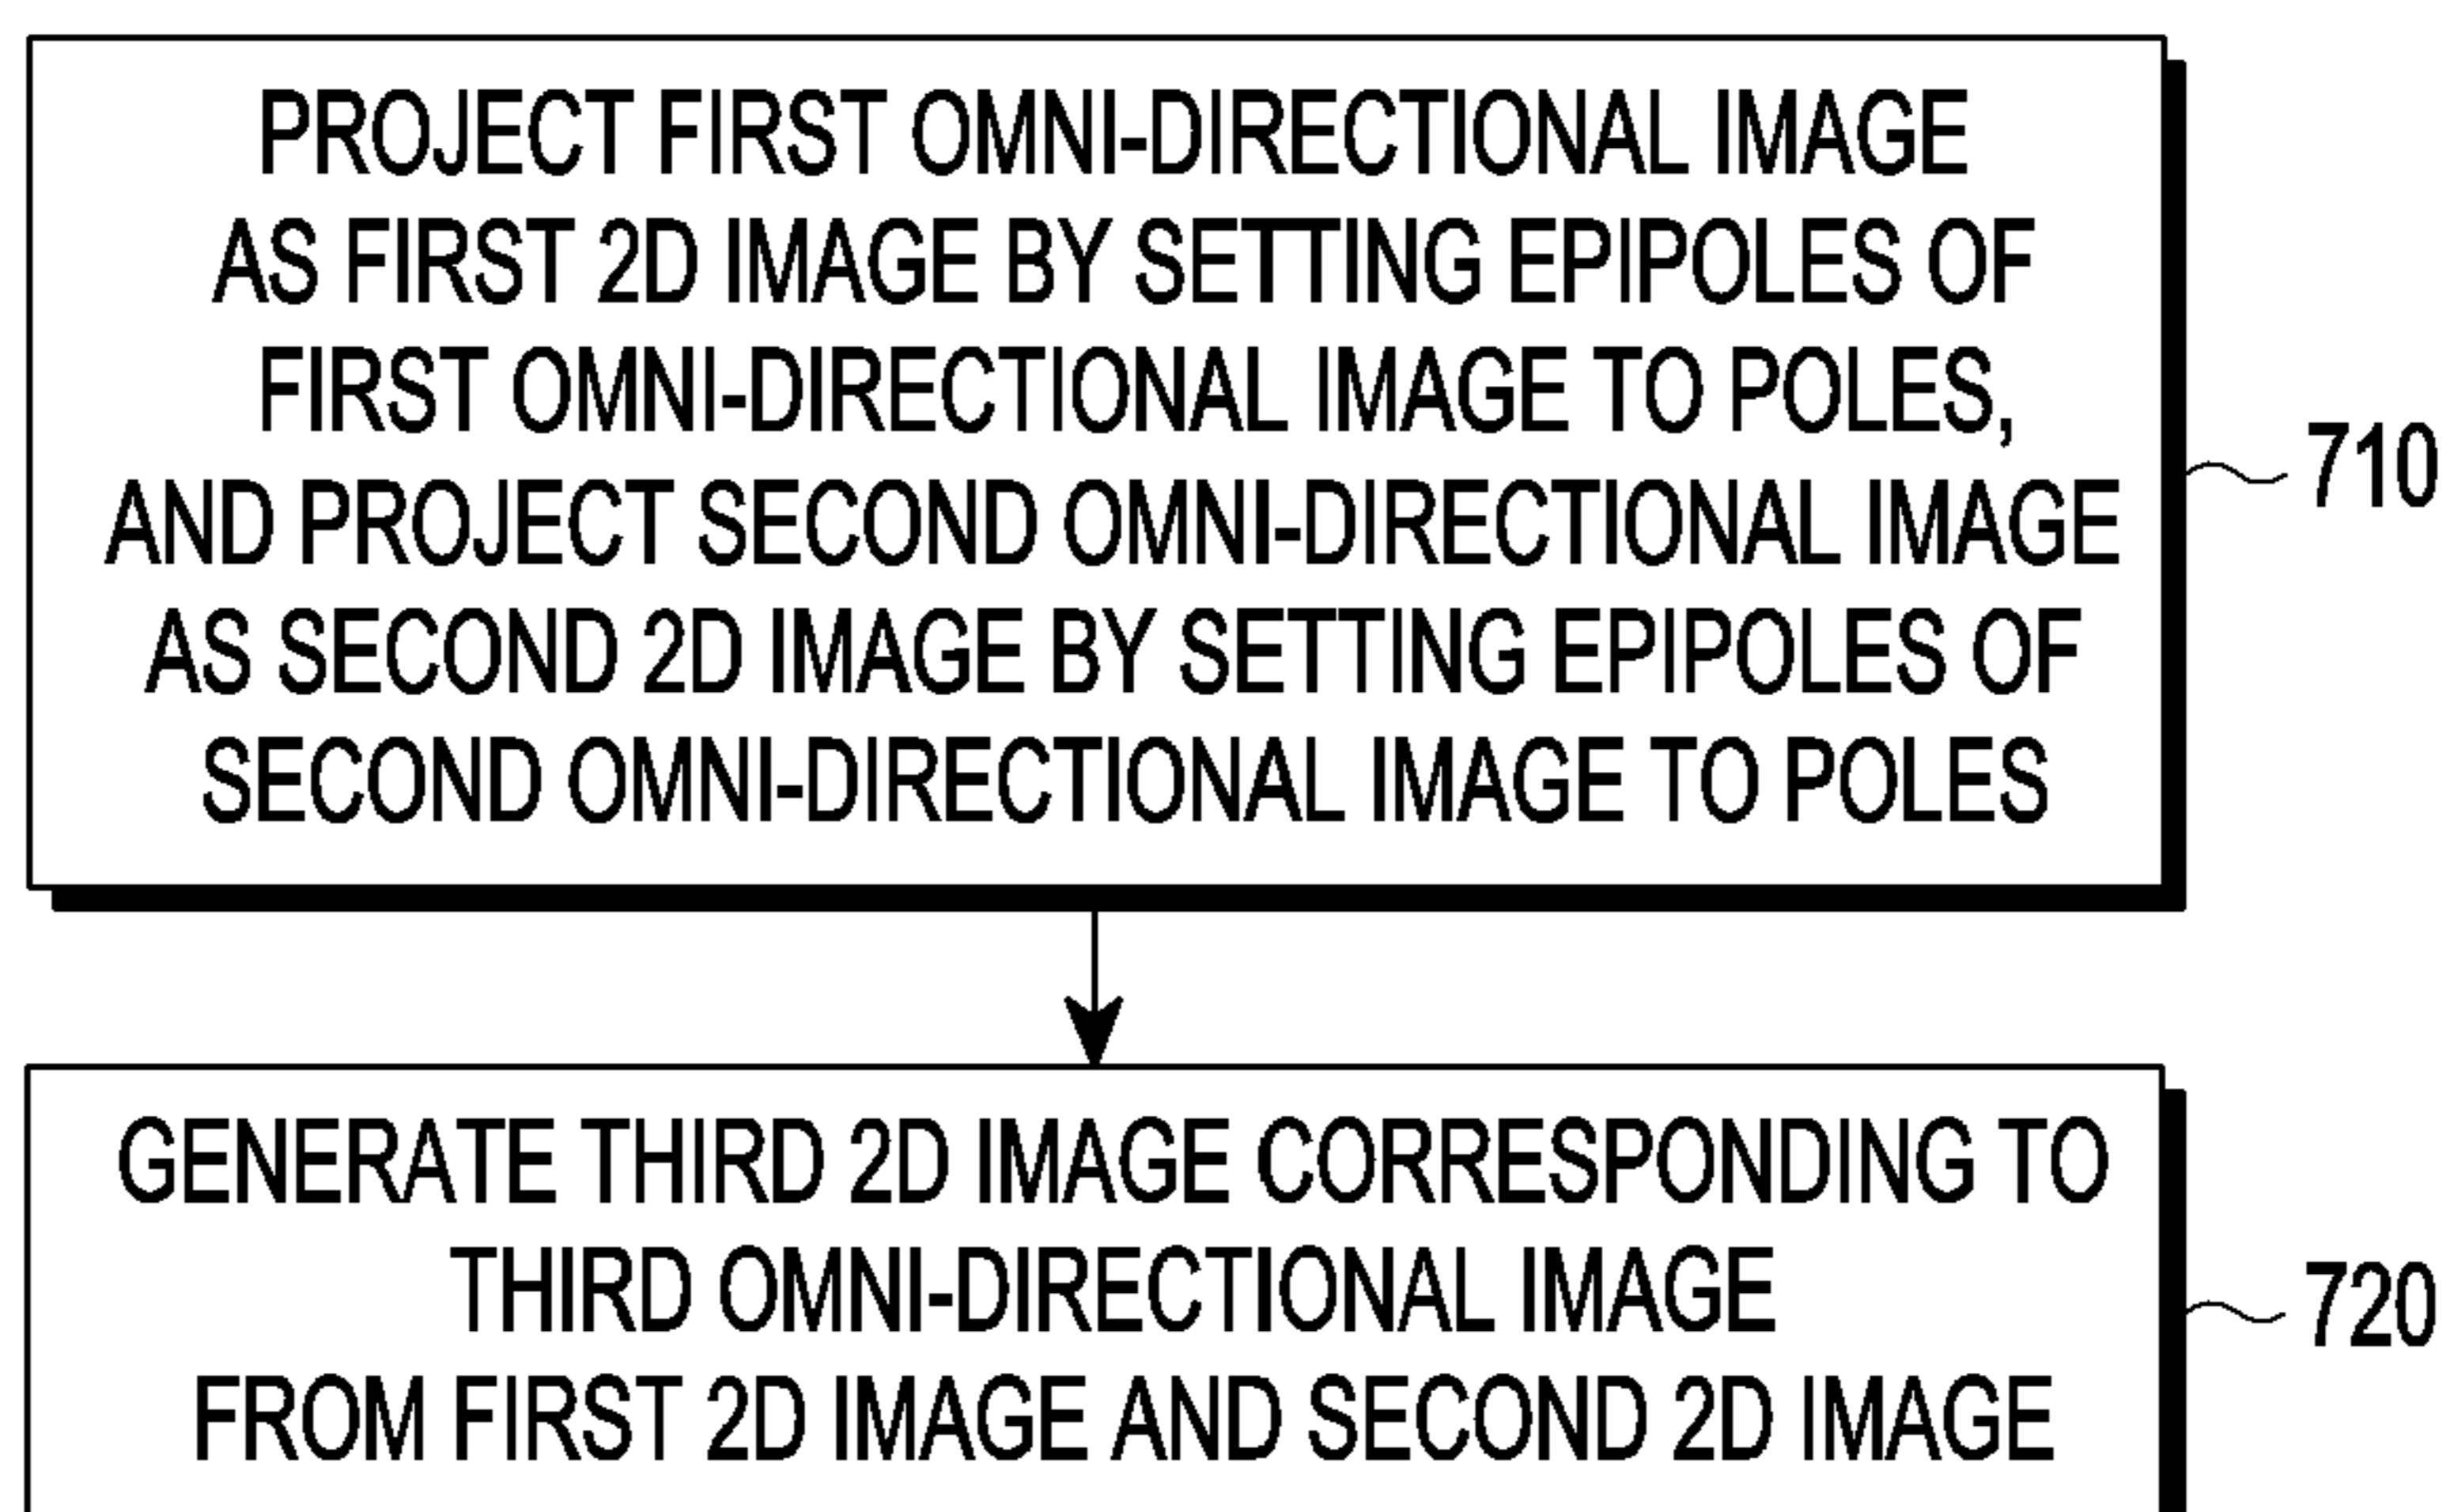 PROJECT FIRST OMNI-DIRECTIONAL IMAGE
AS FIRST 2D IMAGE BY SETTING EPIPOLES OF
FIRST OMNI-DIRECTIONAL IMAGE TO POLES,
AND PROJECT SECOND OMNI-DIRECTIONAL IMAGE
AS SECOND 2D IMAGE BY SETTING EPIPOLES OF
SECOND OMNI-DIRECTIONAL IMAGE TO POLES
710
GENERATE THIRD 2D IMAGE CORRESPONDING TO
THIRD OMNI-DIRECTIONAL IMAGE
FROM FIRST 2D IMAGE AND SECOND 2D IMAGE
720